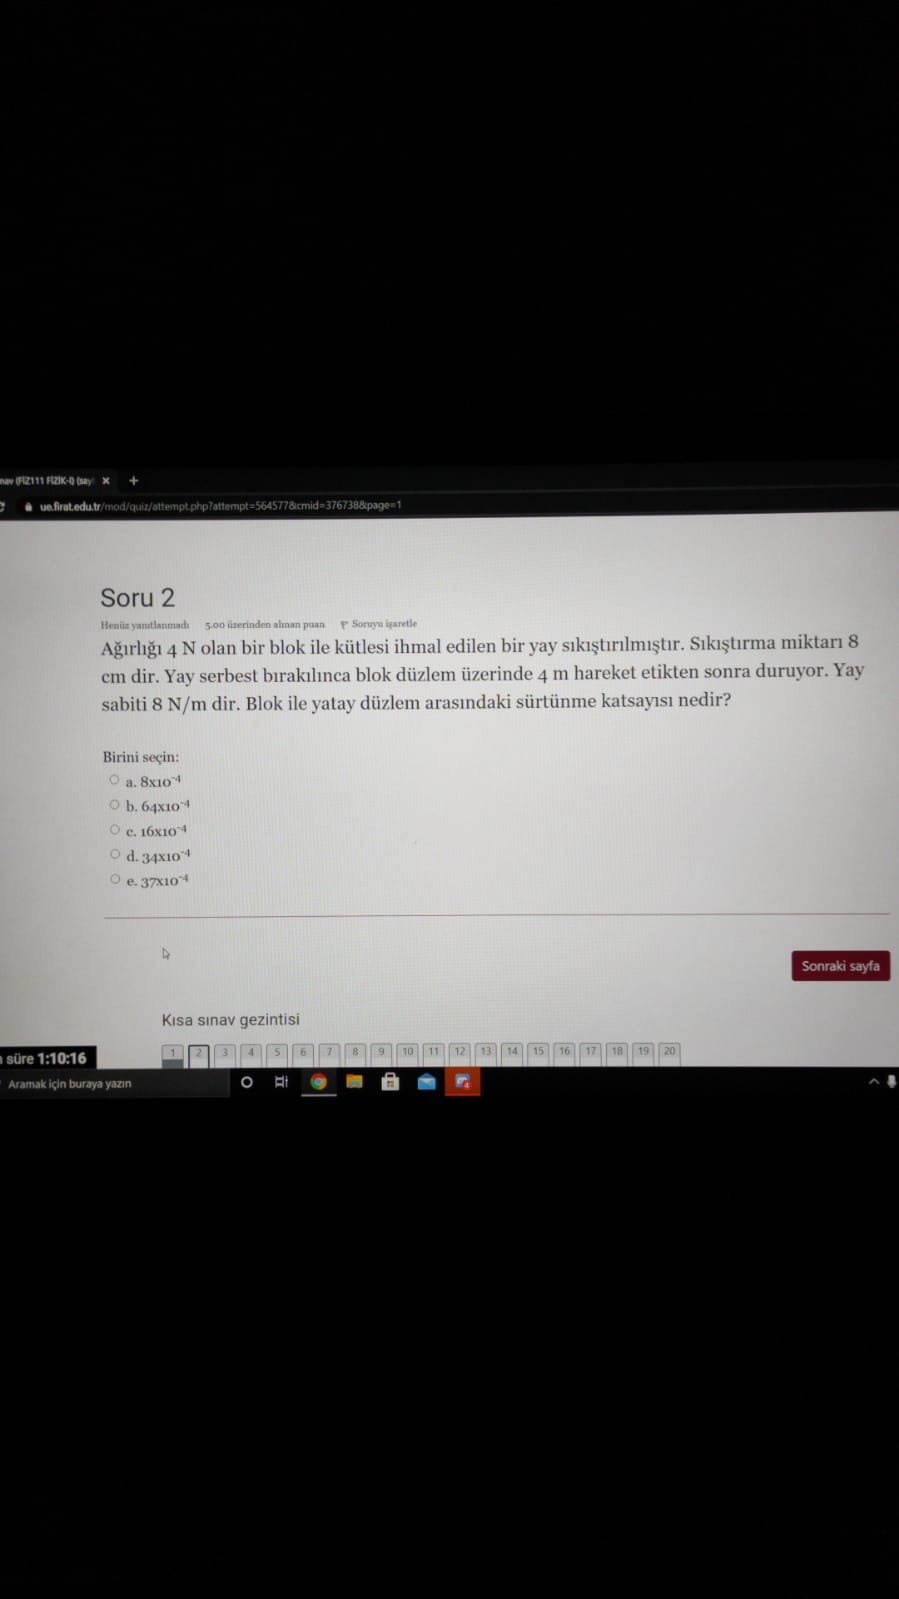 nav (FİZ111 FİZİK-I) (say
ue.firat.edu.tr/mod/quiz/attempt.php?attempt=564577&cmid=376738&page=1
Soru 2
Henüz yanıtlanmadı 5.00 üzerinden alınan puan Soruyu işaretle
Ağırlığı 4 N olan bir blok ile kütlesi ihmal edilen bir yay sıkıştırılmıştır. Sıkıştırma miktarı 8
cm dir. Yay serbest bırakılınca blok düzlem üzerinde 4 m hareket etikten sonra duruyor. Yay
sabiti 8 N/m dir. Blok ile yatay düzlem arasındaki sürtünme katsayısı nedir?
Birini seçin:
a. 8x10⁻⁴
b. 64x10⁻⁴
c. 16x10⁻⁴
d. 34x10⁻⁴
e. 37x10⁻⁴
Sonraki sayfa
Kısa sınav gezintisi
1 2 3 4 5 6 7 8 9 10 11 12 13 14 15 16 17 18 19 20
süre 1:10:16
Aramak için buraya yazın
4